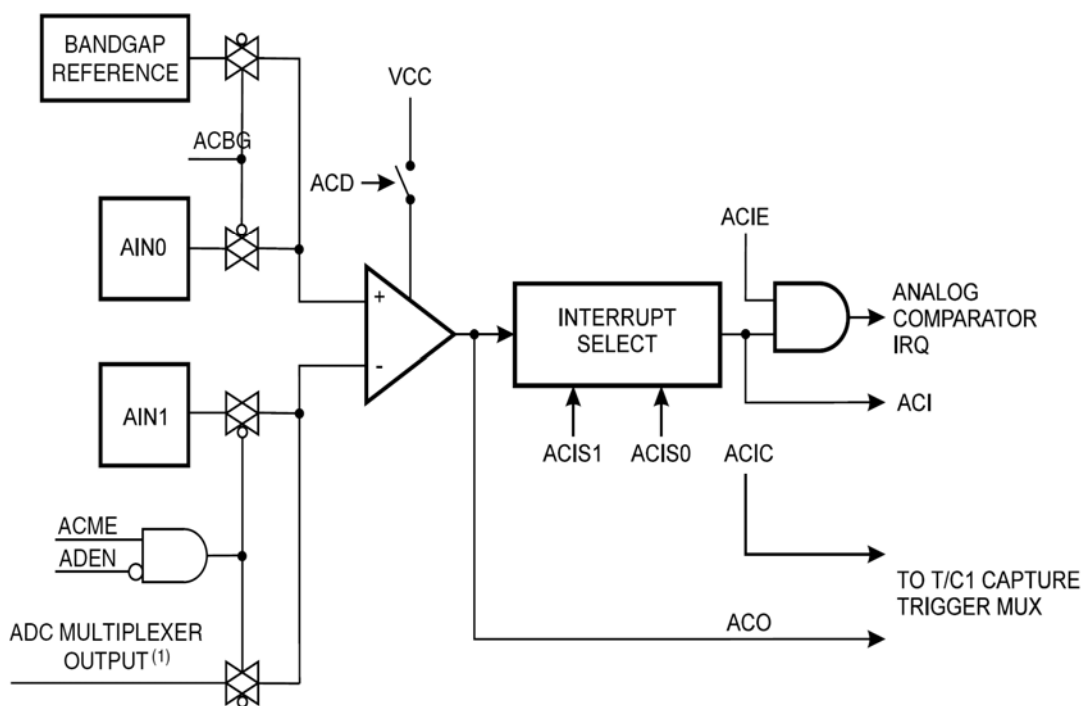 BANDGAP
REFERENCE
VCC
ACBG
ACD
AIN0
ACIE
+
INTERRUPT
SELECT
ANALOG
COMPARATOR
IRQ
-
AIN1
ACI
ACIS1
ACIS0
ACIC
ACME
ADEN
TO T/C1 CAPTURE
TRIGGER MUX
ACO
ADC MULTIPLEXER
OUTPUT (1)